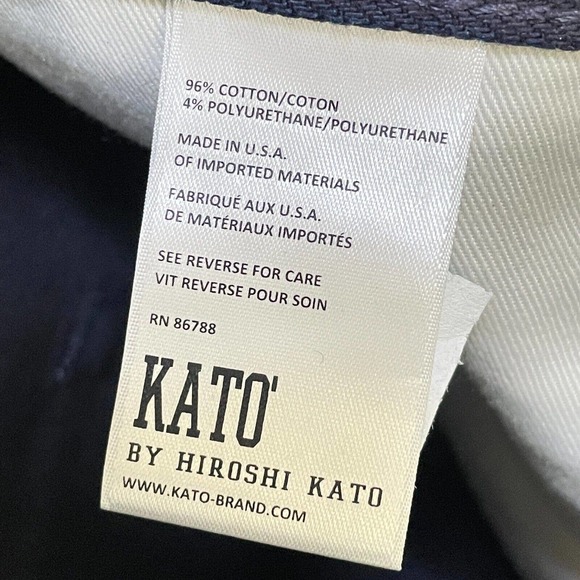 96% COTTON/COTON
4% POLYURETHANE/POLYURETHANE
MADE IN U.S.A.
OF IMPORTED MATERIALS
FABRIQUÉ AUX U.S.A.
DE MATÉRIAUX IMPORTÉS
SEE REVERSE FOR CARE
VIT REVERSE POUR SOIN
RN 86788
KATO'
BY HIROSHI KATO
WWW.KATO-BRAND.COM